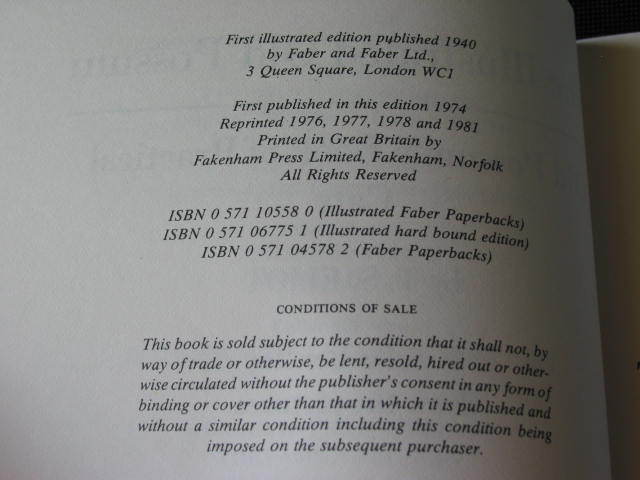 First illustrated edition published 1940
by Faber and Faber Ltd.,
3 Queen Square, London WC1
First published in this edition 1974
Reprinted 1976, 1977, 1978 and 1981
Printed in Great Britain by
Fakenham Press Limited, Fakenham, Norfolk
All Rights Reserved
ISBN 0 571 10558 0 (Illustrated Faber Paperbacks)
ISBN 0 571 06775 1 (Illustrated hard bound edition)
ISBN 0 571 04578 2 (Faber Paperbacks)
CONDITIONS OF SALE
This book is sold subject to the condition that it shall not, by
way of trade or otherwise, be lent, resold, hired out or other-
wise circulated without the publisher's consent in any form of
binding or cover other than that in which it is published and
without a similar condition including this condition being
imposed on the subsequent purchaser.